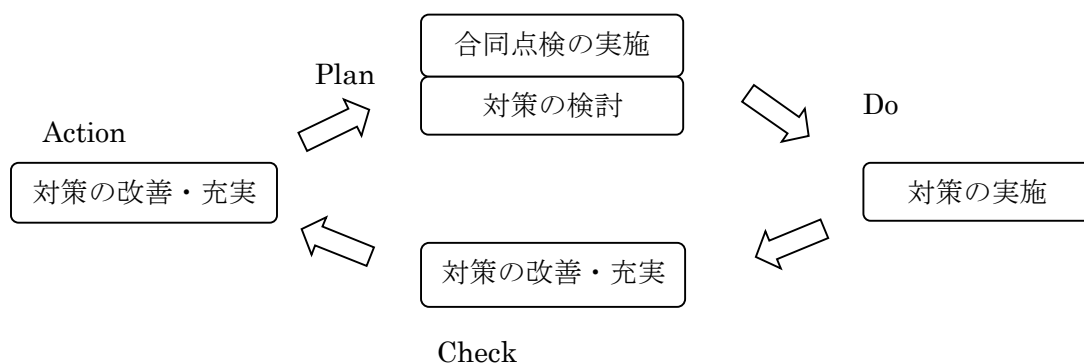 合同点検の実施
Plan
対策の検討
Do
Action
対策の改善・充実
対策の実施
対策の改善・充実
Check